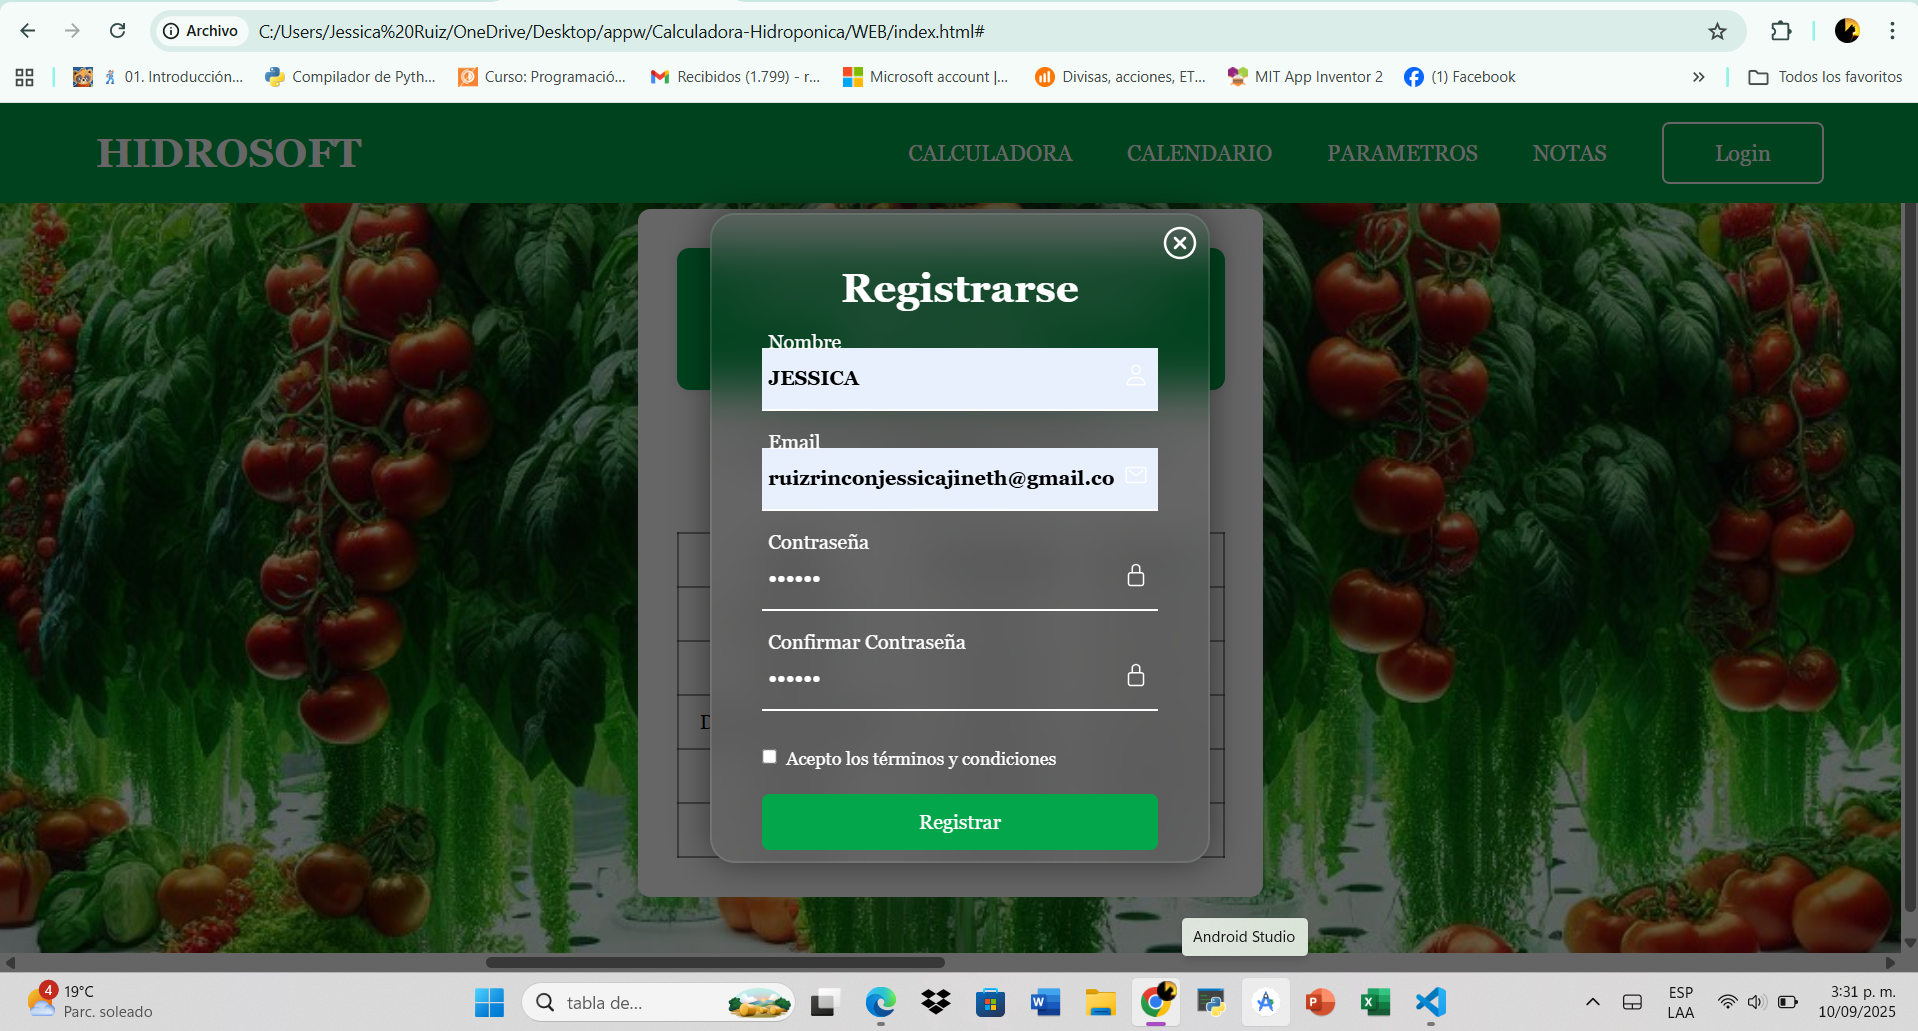 Archivo C:/Users/Jessica%20Ruiz/OneDrive/Desktop/appw/Calculadora-Hidroponica/WEB/index.html#
01. Introducción... Compilador de Pyth... Curso: Programació... Recibidos (1.799) - r... Microsoft account |... Divisas, acciones, ET... MIT App Inventor 2 (1) Facebook » Todos los favoritos
HIDROSOFT CALCULADORA CALENDARIO PARAMETROS NOTAS Login
Registrarse
Nombre
JESSICA
Email
ruizrinconjessicajineth@gmail.co
Contraseña
••••••
Confirmar Contraseña
••••••
D
Acepto los términos y condiciones
Registrar
Android Studio
4 19°C
Parc. soleado
tabla de...
ESP
LAA
3:31 p. m.
10/09/2025